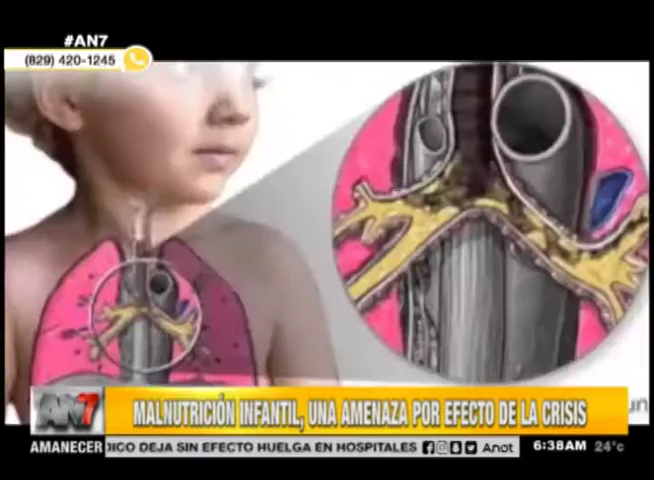 #AN7
(829) 420-1245
AN7
MALNUTRICIÓN INFANTIL, UNA AMENAZA POR EFECTO DE LA CRISIS
AMANECER
DICO DEJA SIN EFECTO HUELGA EN HOSPITALES
Anot
6:38AM
24°c